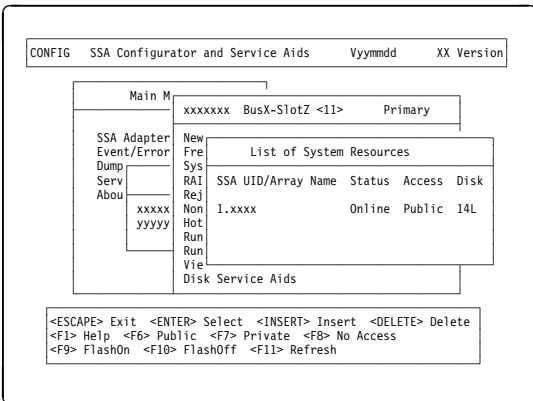 CONFIG SSA Configurator and Service Aids Vyymmdd XX Version
Main M
xxxxxxx BusX-SlotZ <11> Primary
SSA Adapter New
Event/Error Fre List of System Resources
Dump Sys
Serv RAI SSA UID/Array Name Status Access Disk
Abou Rej
xxxxx Non 1.xxxx Online Public 14L
yyyyy Hot
Run
Run
Vie
Disk Service Aids
<ESCAPE> Exit <ENTER> Select <INSERT> Insert <DELETE> Delete
<F1> Help <F6> Public <F7> Private <F8> No Access
<F9> FlashOn <F10> FlashOff <F11> Refresh